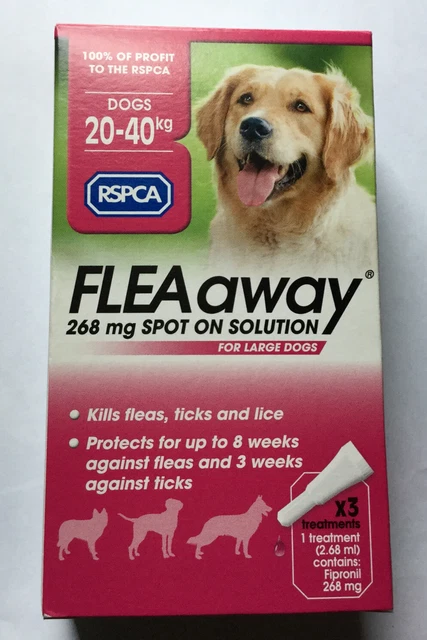 100% OF PROFIT
TO THE RSPCA
DOGS
20-40kg
RSPCA
FLEAaway®
268 mg SPOT ON SOLUTION
FOR LARGE DOGS
• Kills fleas, ticks and lice
• Protects for up to 8 weeks
against fleas and 3 weeks
against ticks
x3
treatments
1 treatment
(2.68 ml)
contains:
Fipronil
268 mg